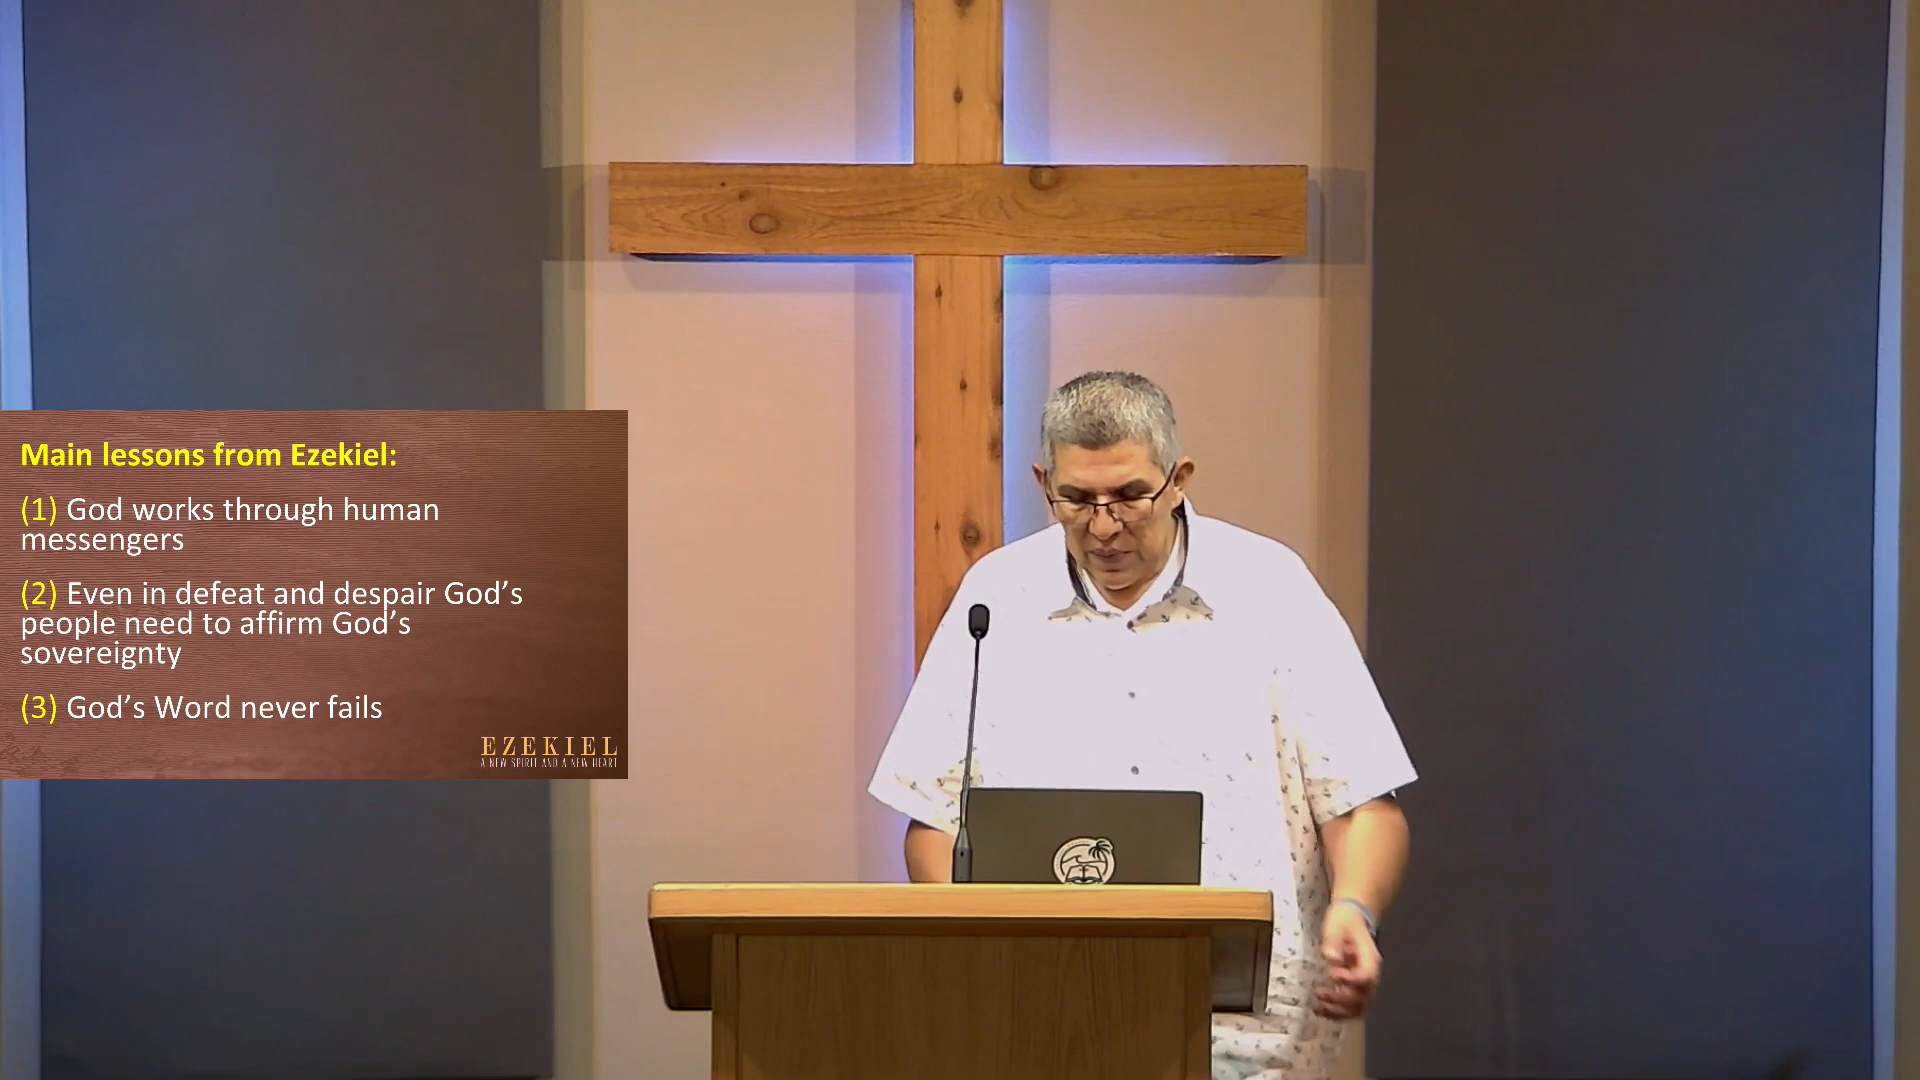 Main lessons from Ezekiel:
(1) God works through human
messengers
(2) Even in defeat and despair God’s
people need to affirm God’s
sovereignty
(3) God’s Word never fails
EZEKIEL
A NEW SPIRIT AND A NEW HEART